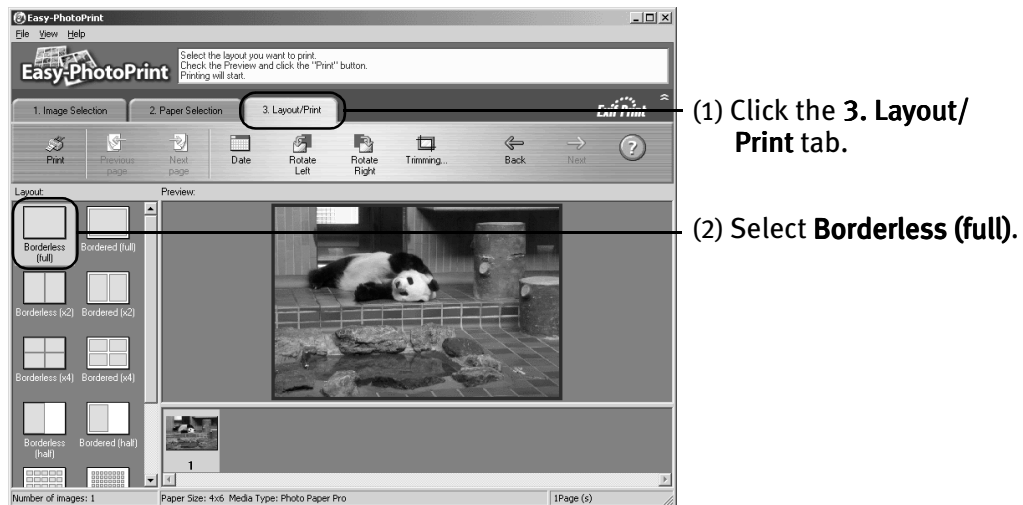 Easy-PhotoPrint
File View Help
Easy-PhotoPrint
Select the layout you want to print.
Check the Preview and click the "Print" button.
Printing will start.
1. Image Selection
2. Paper Selection
3. Layout/Print
Exif Print
Print
Previous page
Next page
Date
Rotate Left
Rotate Right
Trimming...
Back
Next
?
Layout:
Preview:
Borderless (full)
Bordered (full)
Borderless (x2)
Bordered (x2)
Borderless (x4)
Bordered (x4)
Borderless (half)
Bordered (half)
1
Number of images: 1
Paper Size: 4x6 Media Type: Photo Paper Pro
1Page (s)
(1) Click the 3. Layout/
Print tab.
(2) Select Borderless (full).